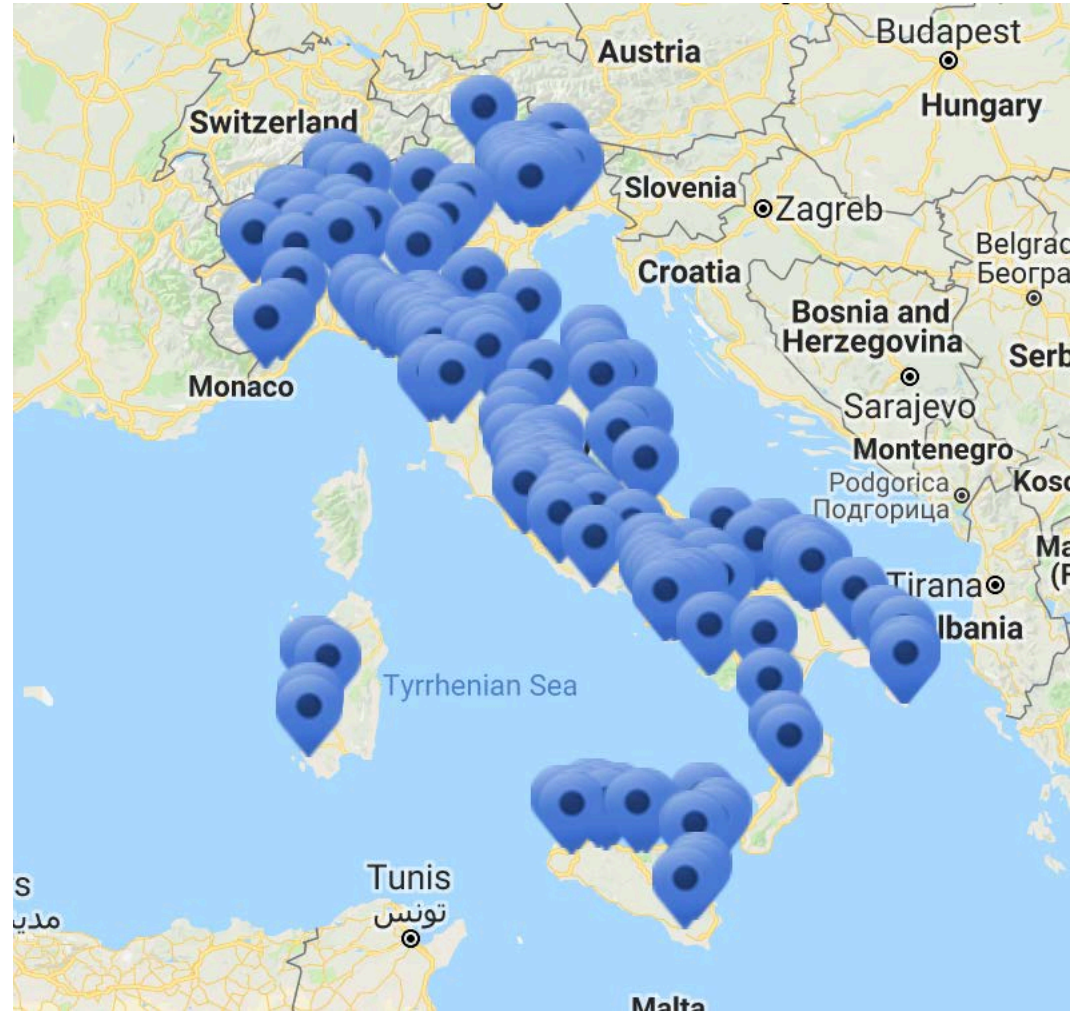 Budapest
Austria
Hungary
Switzerland
Slovenia
Zagreb
Croatia
Bosnia and
Herzegovina
Monaco
Sarajevo
Montenegro
Podgorica
Подгорица
Tirana
Tyrrhenian Sea
Tunis
تونس
Malta